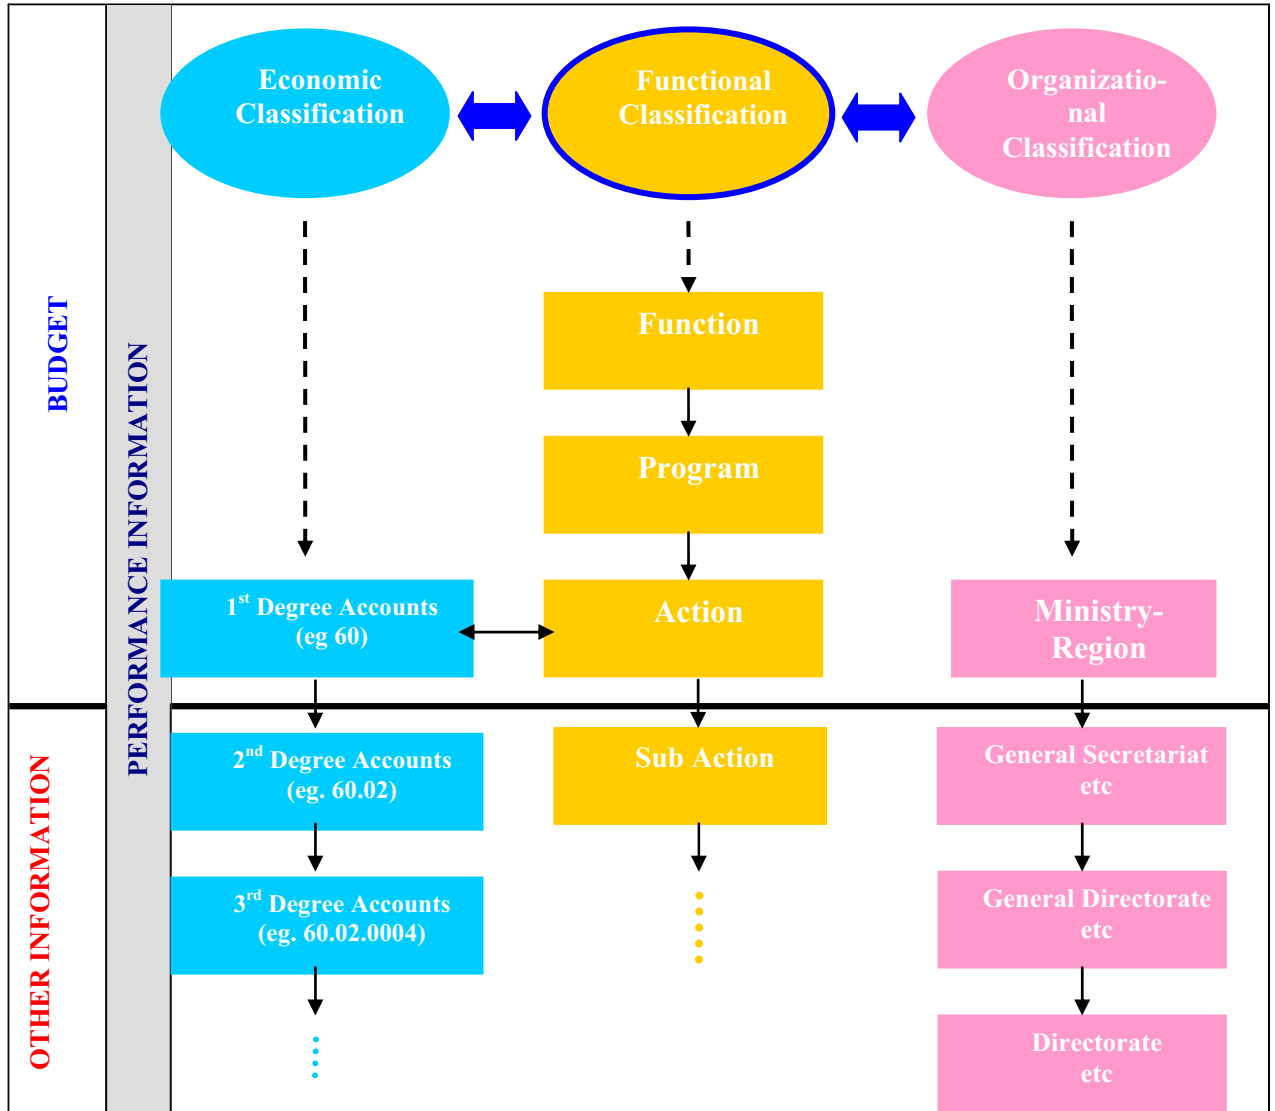 Economic
Classification
Functional
Classification
Organizatio-
nal
Classification
BUDGET
PERFORMANCE INFORMATION
Function
Program
1st Degree Accounts
(eg 60)
Action
Ministry-
Region
OTHER INFORMATION
2nd Degree Accounts
(eg. 60.02)
Sub Action
General Secretariat
etc
3rd Degree Accounts
(eg. 60.02.0004)
General Directorate
etc
Directorate
etc